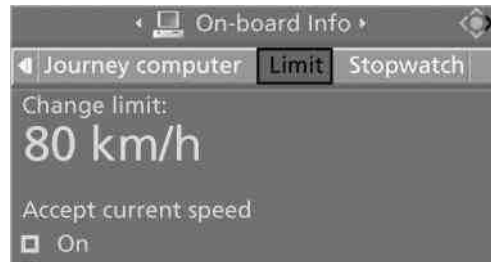 On-board Info
Journey computer Limit Stopwatch
Change limit:
80 km/h
Accept current speed
On